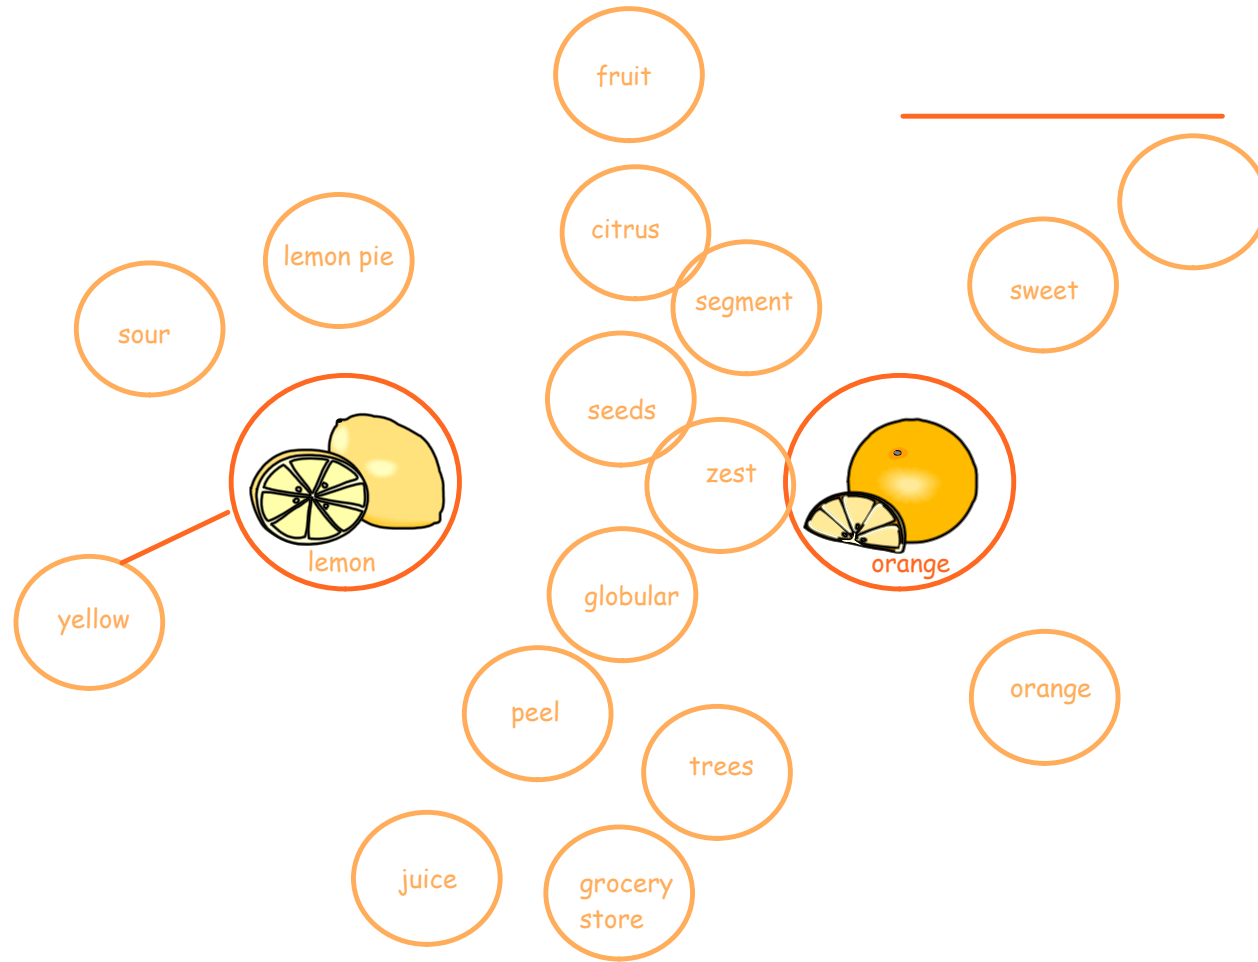 fruit
citrus
lemon pie
segment
sweet
sour
seeds
zest
lemon
orange
globular
yellow
peel
orange
trees
juice
grocery
store